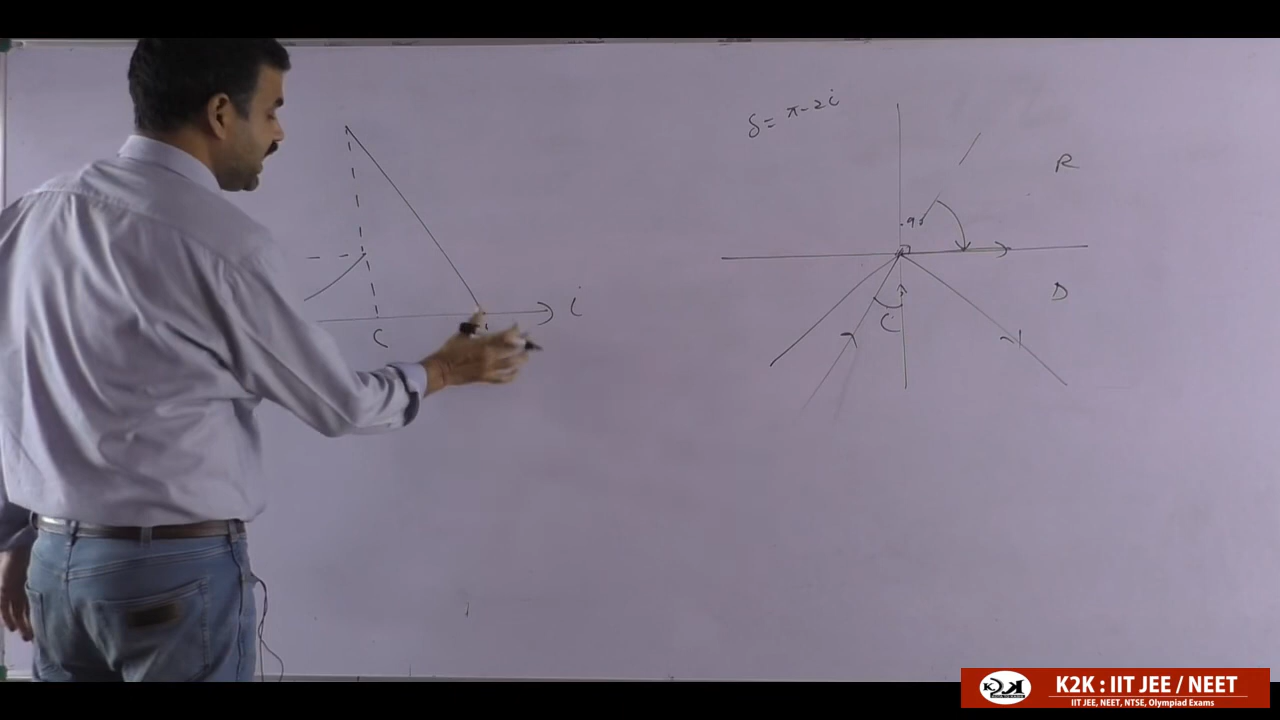 δ = π - 2i
R
90
i
D
C
C
K2K : IIT JEE / NEET
IIT JEE, NEET, NTSE, Olympiad Exams